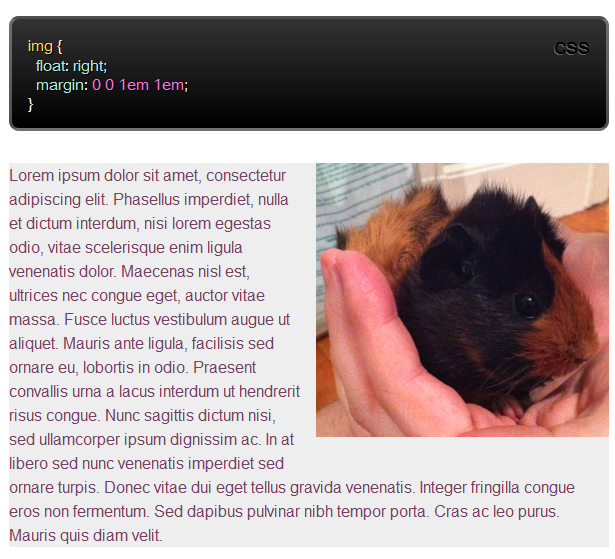 img {
css
float: right;
margin: 0 0 1em 1em;
}
Lorem ipsum dolor sit amet, consectetur
adipiscing elit. Phasellus imperdiet, nulla
et dictum interdum, nisi lorem egestas
odio, vitae scelerisque enim ligula
venenatis dolor. Maecenas nisl est,
ultrices nec congue eget, auctor vitae
massa. Fusce luctus vestibulum augue ut
aliquet. Mauris ante ligula, facilisis sed
ornare eu, lobortis in odio. Praesent
convallis urna a lacus interdum ut hendrerit
risus congue. Nunc sagittis dictum nisi,
sed ullamcorper ipsum dignissim ac. In at
libero sed nunc venenatis imperdiet sed
ornare turpis. Donec vitae dui eget tellus gravida venenatis. Integer fringilla congue
eros non fermentum. Sed dapibus pulvinar nibh tempor porta. Cras ac leo purus.
Mauris quis diam velit.